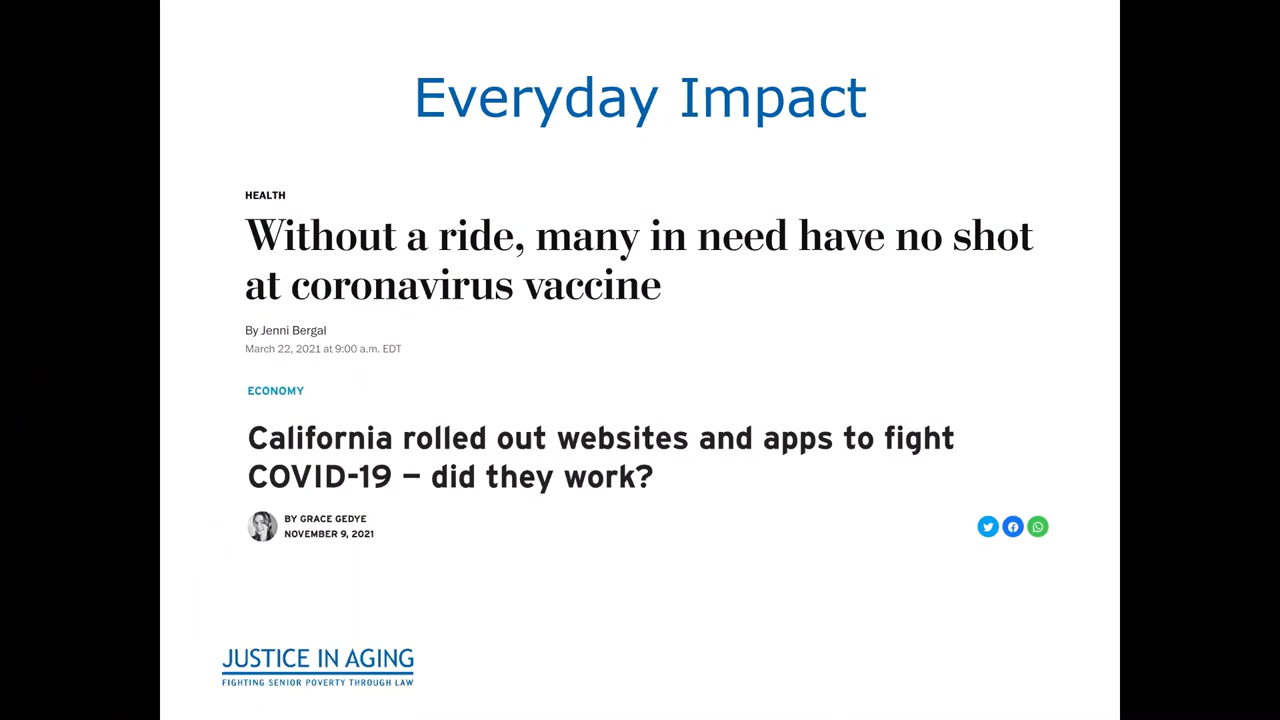 Everyday Impact
HEALTH
Without a ride, many in need have no shot
at coronavirus vaccine
By Jenni Bergal
March 22, 2021 at 9:00 a.m. EDT
ECONOMY
California rolled out websites and apps to fight
COVID-19 – did they work?
BY GRACE GEDYE
NOVEMBER 9, 2021
JUSTICE IN AGING
FIGHTING SENIOR POVERTY THROUGH LAW